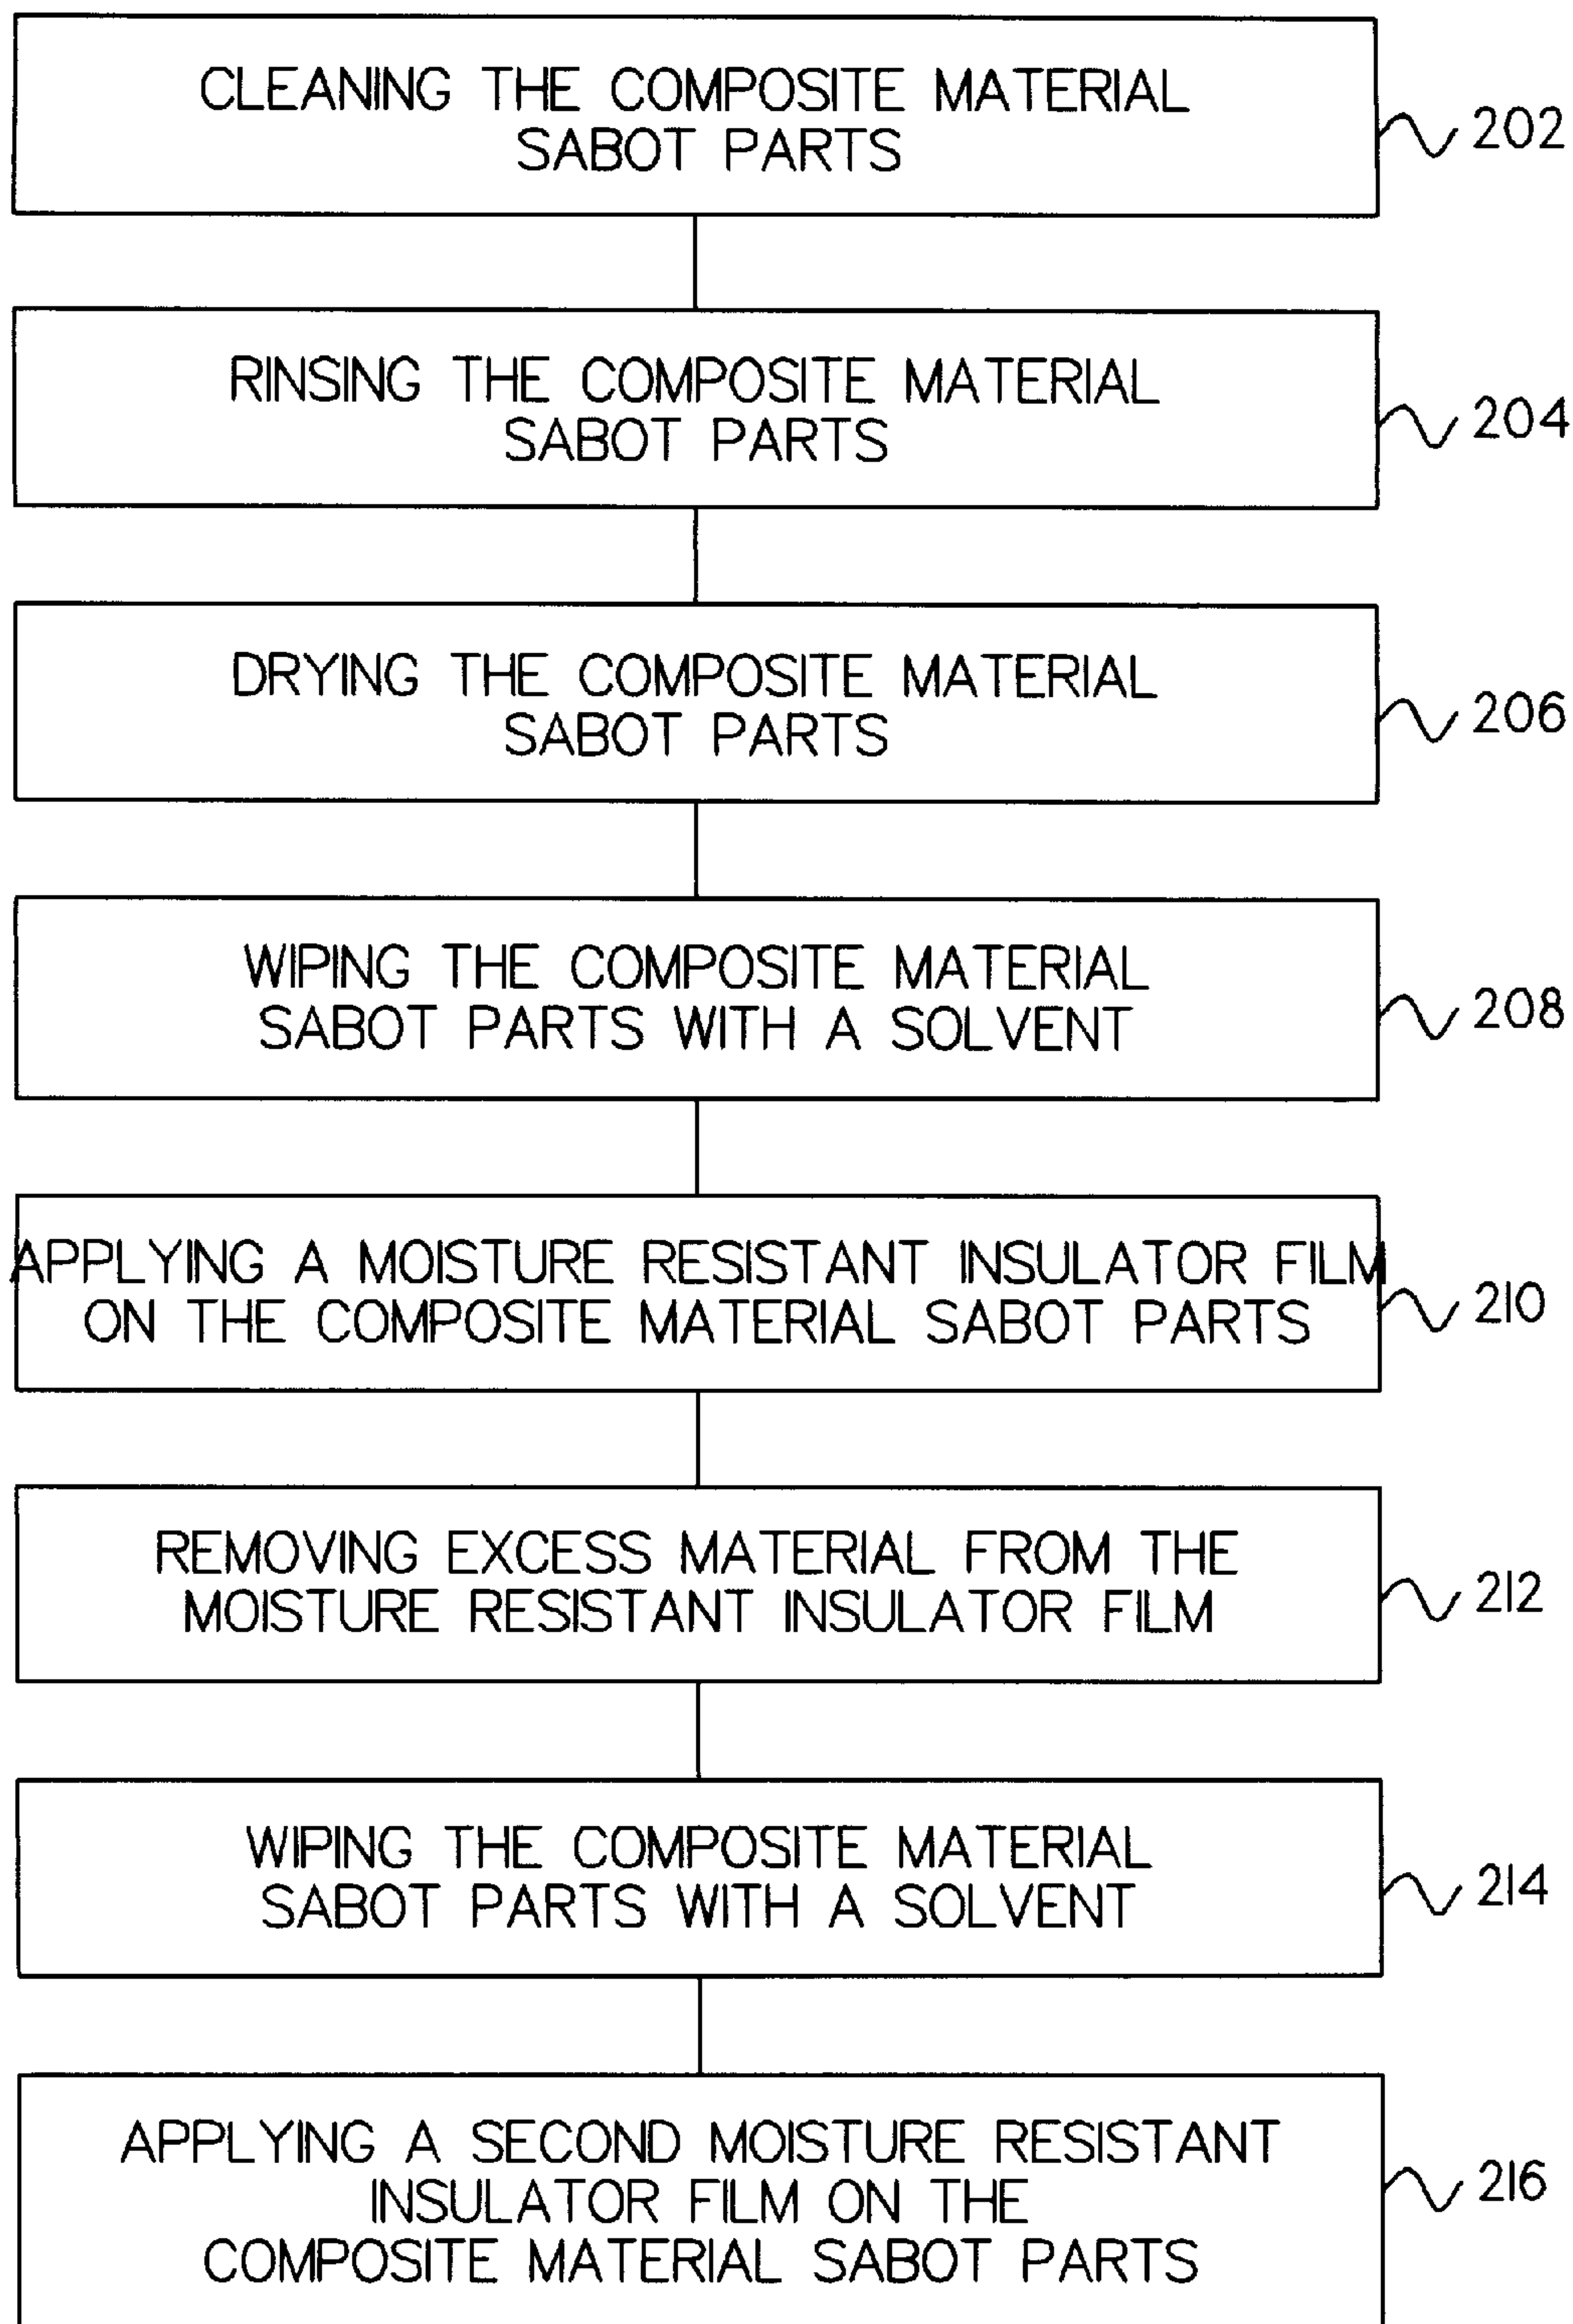 CLEANING THE COMPOSITE MATERIAL
SABOT PARTS
202
RINSING THE COMPOSITE MATERIAL
SABOT PARTS
204
DRYING THE COMPOSITE MATERIAL
SABOT PARTS
206
WIPING THE COMPOSITE MATERIAL
SABOT PARTS WITH A SOLVENT
208
APPLYING A MOISTURE RESISTANT INSULATOR FILM
ON THE COMPOSITE MATERIAL SABOT PARTS
210
REMOVING EXCESS MATERIAL FROM THE
MOISTURE RESISTANT INSULATOR FILM
212
WIPING THE COMPOSITE MATERIAL
SABOT PARTS WITH A SOLVENT
214
APPLYING A SECOND MOISTURE RESISTANT
INSULATOR FILM ON THE
COMPOSITE MATERIAL SABOT PARTS
216